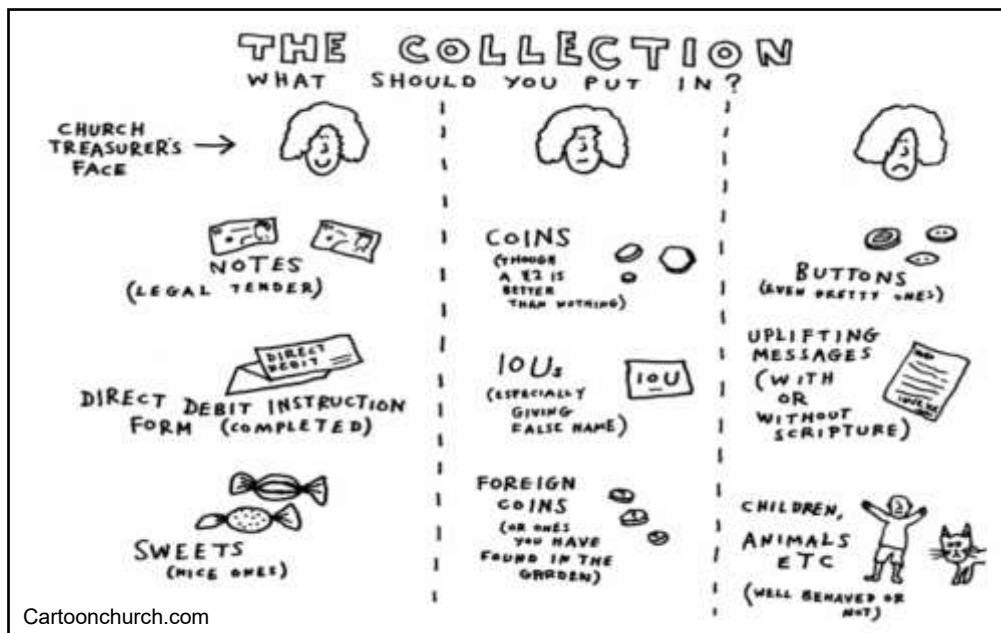 THE COLLECTION
WHAT SHOULD YOU PUT IN?
CHURCH
TREASURER'S
FACE
NOTES
(LEGAL TENDER)
DIRECT
DEBIT
DIRECT DEBIT INSTRUCTION
FORM (COMPLETED)
SWEETS
(NICE ONES)
COINS
(THOUGH
A £2 IS
BETTER
THAN NOTHING)
IOUs
(ESPECIALLY
GIVING
FALSE NAME)
IOU
FOREIGN
COINS
(OR ONES
YOU HAVE
FOUND IN THE
GARDEN)
BUTTONS
(EVEN PRETTY ONES)
UPLIFTING
MESSAGES
(WITH
OR
WITHOUT
SCRIPTURE)
CHILDREN,
ANIMALS
ETC
(WELL BEHAVED OR
NOT)
Cartoonchurch.com